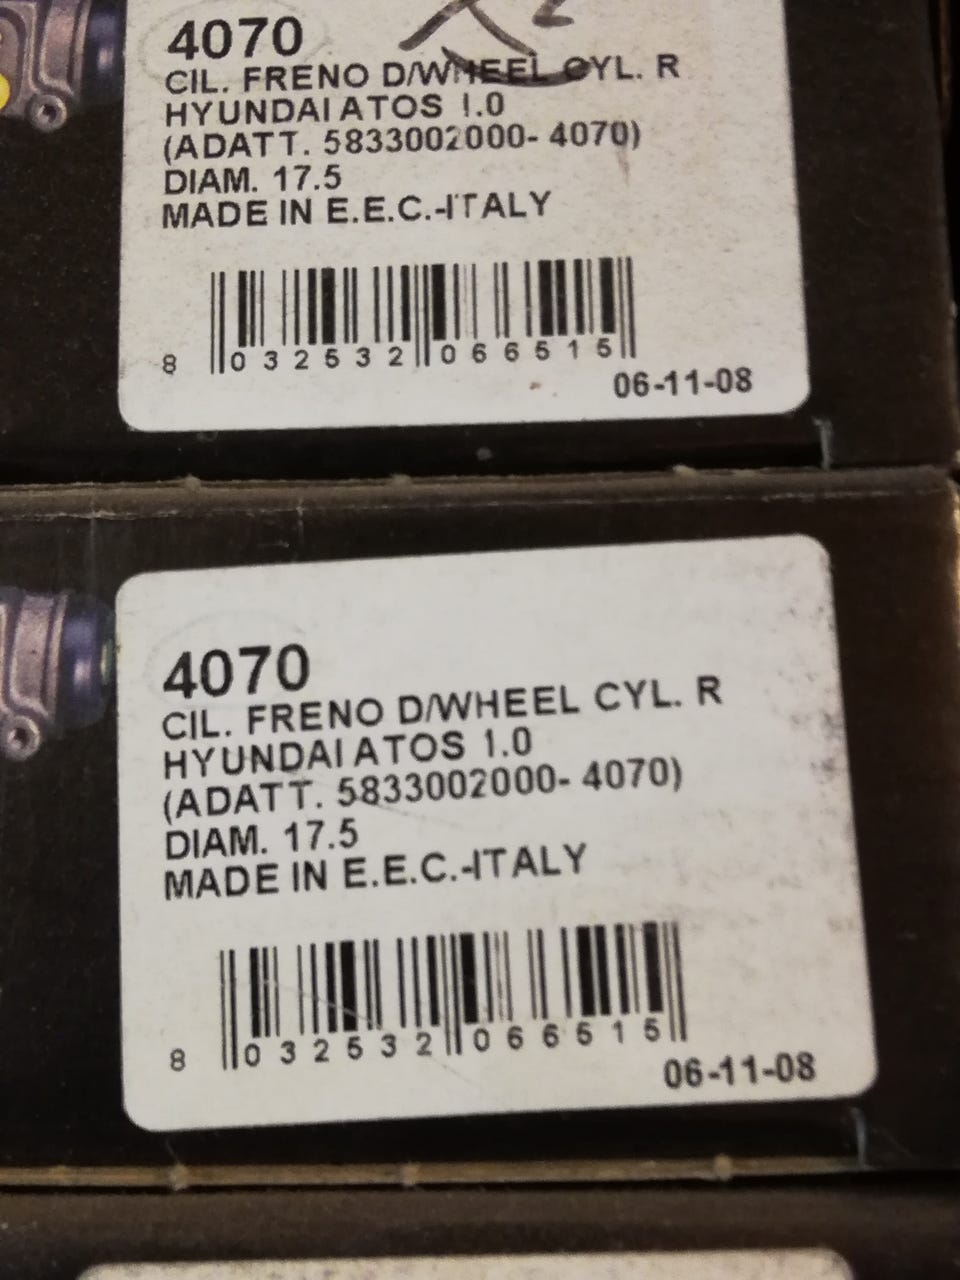 4070
CIL. FRENO D/WHEEL CYL. R
HYUNDAI ATOS 1.0
(ADATT. 5833002000- 4070)
DIAM. 17.5
MADE IN E.E.C.-ITALY
8 032532 066515
06-11-08
4070
CIL. FRENO D/WHEEL CYL. R
HYUNDAI ATOS 1.0
(ADATT. 5833002000- 4070)
DIAM. 17.5
MADE IN E.E.C.-ITALY
8 032532 066515
06-11-08